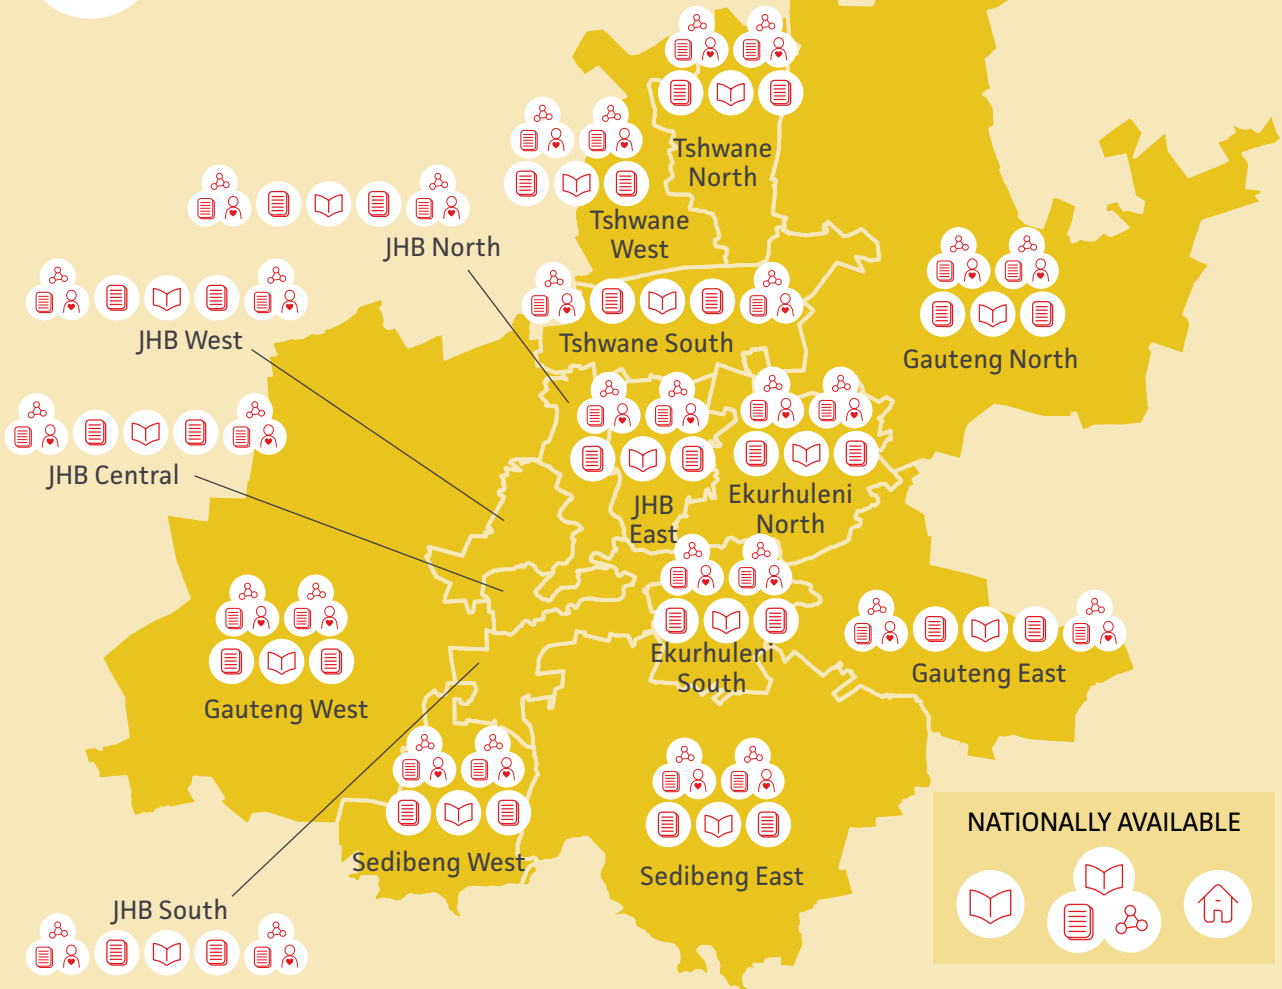 Tshwane
North
Tshwane
West
JHB North
JHB West
Tshwane South
Gauteng North
JHB Central
JHB
East
Ekurhuleni
North
Ekurhuleni
South
Gauteng East
Gauteng West
Sedibeng West
Sedibeng East
JHB South
NATIONALLY AVAILABLE